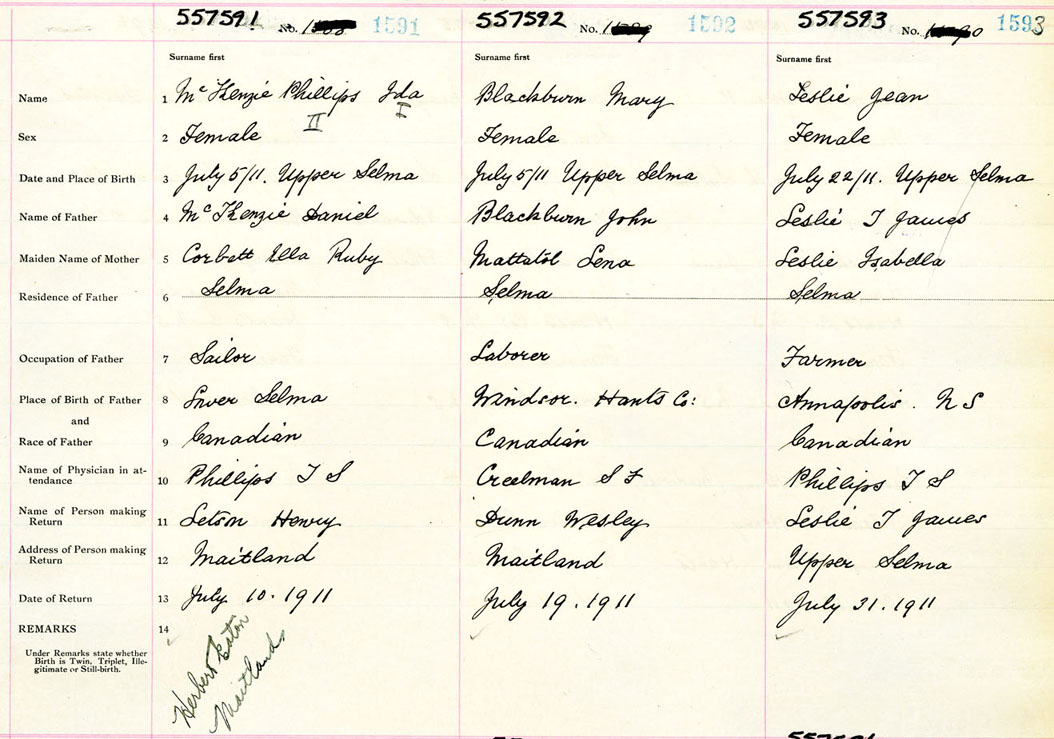 557591 No. 1591 557592 No. 1592 557593 No. 1593
Surname first Surname first Surname first
Name 1 McKenzie Phillips Ida Blackburn Mary Leslie Jean
II I
Sex 2 Female Female Female
Date and Place of Birth 3 July 5/11. Upper Selma July 5/11 Upper Selma July 22/11. Upper Selma
Name of Father 4 McKenzie Daniel Blackburn John Leslie T James
Maiden Name of Mother 5 Corbett Ella Ruby Mattatol Lena Leslie Isabella
Residence of Father 6 Selma Selma Selma
Occupation of Father 7 Sailor Laborer Farmer
Place of Birth of Father 8 Selma Windsor. Hants Co: Annapolis. N S
and
Race of Father 9 Canadian Canadian Canadian
Name of Physician in at-
tendance 10 Phillips T S Creelman S F Phillips T S
Name of Person making
Return 11 Letson Henry Dunn Wesley Leslie T James
Address of Person making
Return 12 Maitland Maitland Upper Selma
Date of Return 13 July 10. 1911 July 19. 1911 July 31. 1911
REMARKS 14
Under Remarks state whether
Birth is Twin, Triplet, Ille-
gitimate or Still-birth.
Herbert Eaton
Maitland.